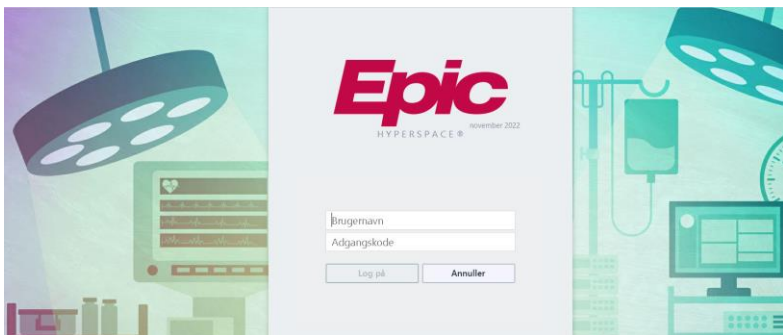 Epic
november 2022
HYPERSPACE®
Brugernavn
Adgangskode
Log på
Annuller